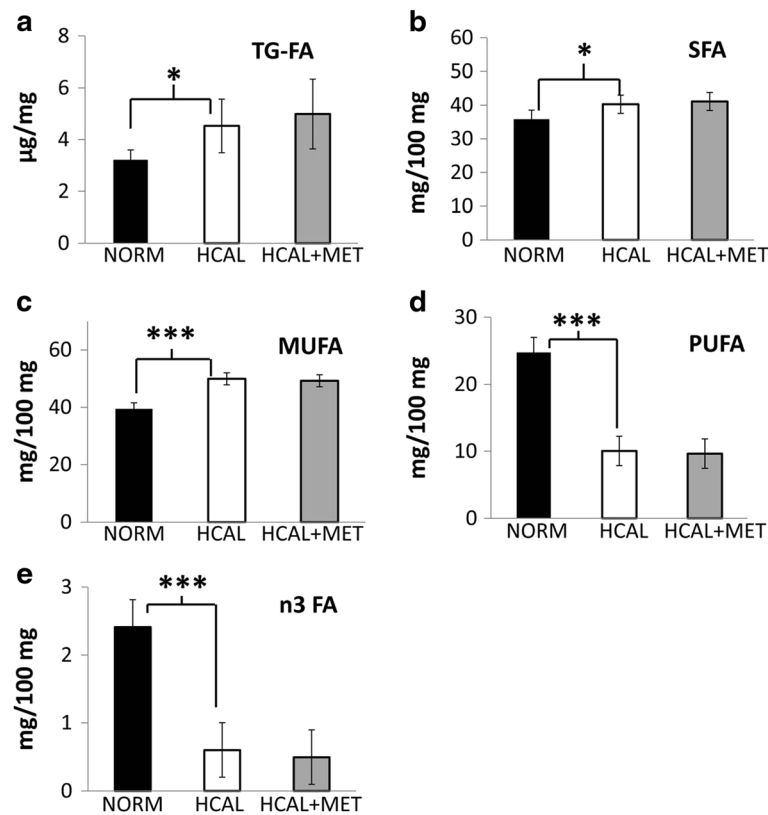 a
TG-FA
µg/mg
8
6
4
2
0
*
NORM HCAL HCAL+MET
b
SFA
mg/100 mg
60
50
40
30
20
10
0
*
NORM HCAL HCAL+MET
c
MUFA
mg/100 mg
60
40
20
0
***
NORM HCAL HCAL+MET
d
PUFA
mg/100 mg
30
20
10
0
***
NORM HCAL HCAL+MET
e
n3 FA
mg/100 mg
3
2
1
0
***
NORM HCAL HCAL+MET